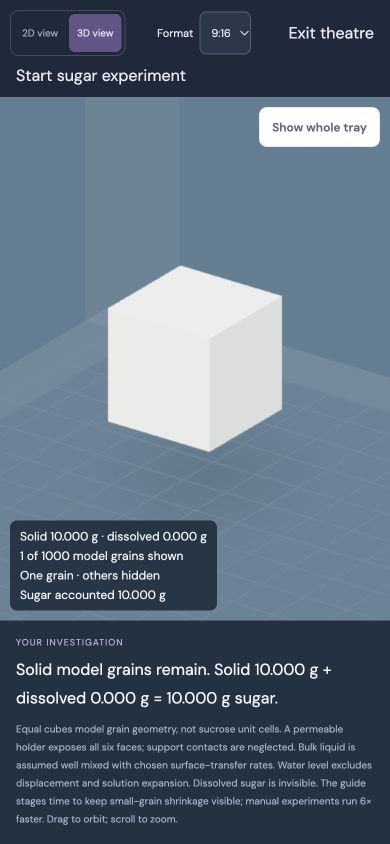 2D view 3D view Format 9:16 Exit theatre
Start sugar experiment
Show whole tray
Solid 10.000 g · dissolved 0.000 g
1 of 1000 model grains shown
One grain · others hidden
Sugar accounted 10.000 g
YOUR INVESTIGATION
Solid model grains remain. Solid 10.000 g +
dissolved 0.000 g = 10.000 g sugar.
Equal cubes model grain geometry, not sucrose unit cells. A permeable
holder exposes all six faces; support contacts are neglected. Bulk liquid is
assumed well mixed with chosen surface-transfer rates. Water level excludes
displacement and solution expansion. Dissolved sugar is invisible. The guide
stages time to keep small-grain shrinkage visible; manual experiments run 6×
faster. Drag to orbit; scroll to zoom.